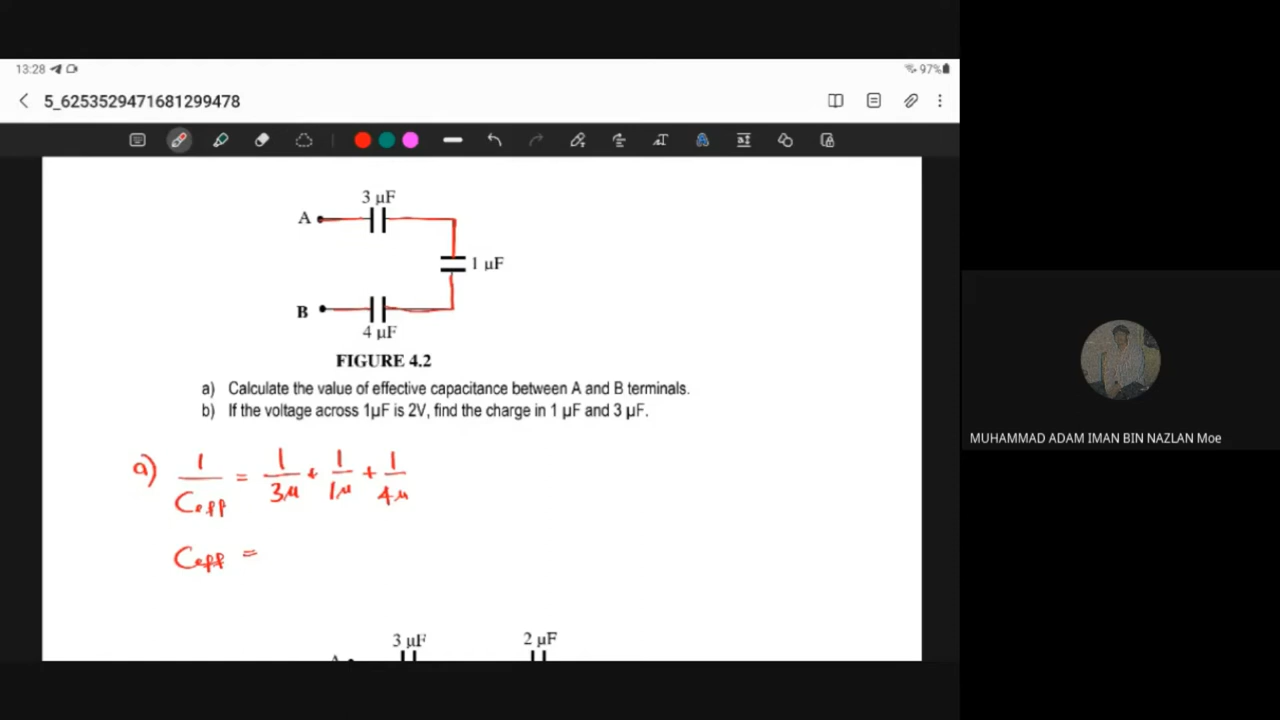 13:28
97%
5_6253529471681299478
3 µF
A
1 µF
B
4 µF
FIGURE 4.2
a) Calculate the value of effective capacitance between A and B terminals.
b) If the voltage across 1µF is 2V, find the charge in 1 µF and 3 µF.
a) 1/Ceff = 1/3µ + 1/1µ + 1/4µ
Ceff =
3 µF 2 µF
MUHAMMAD ADAM IMAN BIN NAZLAN Moe